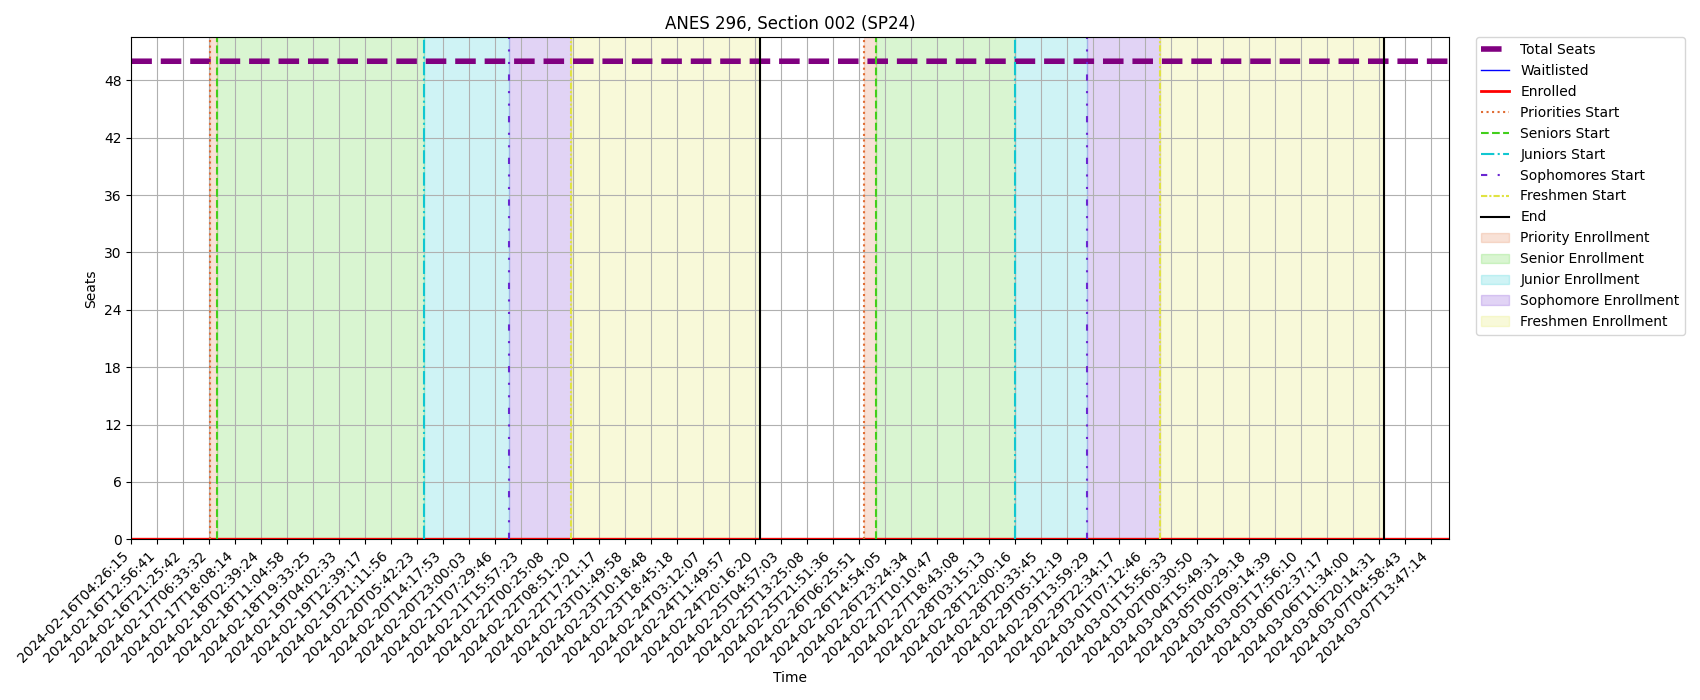 ANES 296, Section 002 (SP24)
Seats
48
42
36
30
24
18
12
6
0
2024-02-16T04:26:15
2024-02-16T12:56:41
2024-02-16T21:25:42
2024-02-17T06:33:32
2024-02-17T18:08:14
2024-02-18T02:39:24
2024-02-18T11:04:58
2024-02-18T19:33:25
2024-02-19T04:02:33
2024-02-19T12:39:17
2024-02-19T21:11:56
2024-02-20T05:42:23
2024-02-20T14:17:53
2024-02-20T23:00:03
2024-02-21T07:29:46
2024-02-21T15:57:23
2024-02-22T00:25:08
2024-02-22T08:51:20
2024-02-22T17:21:17
2024-02-23T01:49:58
2024-02-23T10:18:48
2024-02-23T18:45:18
2024-02-24T03:12:07
2024-02-24T11:49:57
2024-02-24T20:16:20
2024-02-25T04:57:03
2024-02-25T13:25:08
2024-02-25T21:51:36
2024-02-26T06:25:51
2024-02-26T14:54:05
2024-02-26T23:24:34
2024-02-27T10:10:47
2024-02-27T18:43:08
2024-02-28T03:15:13
2024-02-28T12:00:16
2024-02-28T20:33:45
2024-02-29T05:12:19
2024-02-29T13:59:29
2024-02-29T22:34:17
2024-03-01T07:12:46
2024-03-01T15:56:33
2024-03-02T00:30:50
2024-03-04T15:49:31
2024-03-05T00:29:18
2024-03-05T09:14:39
2024-03-05T17:56:10
2024-03-06T02:37:17
2024-03-06T11:34:00
2024-03-06T20:14:31
2024-03-07T04:58:43
2024-03-07T13:47:14
Time
Total Seats
Waitlisted
Enrolled
Priorities Start
Seniors Start
Juniors Start
Sophomores Start
Freshmen Start
End
Priority Enrollment
Senior Enrollment
Junior Enrollment
Sophomore Enrollment
Freshmen Enrollment